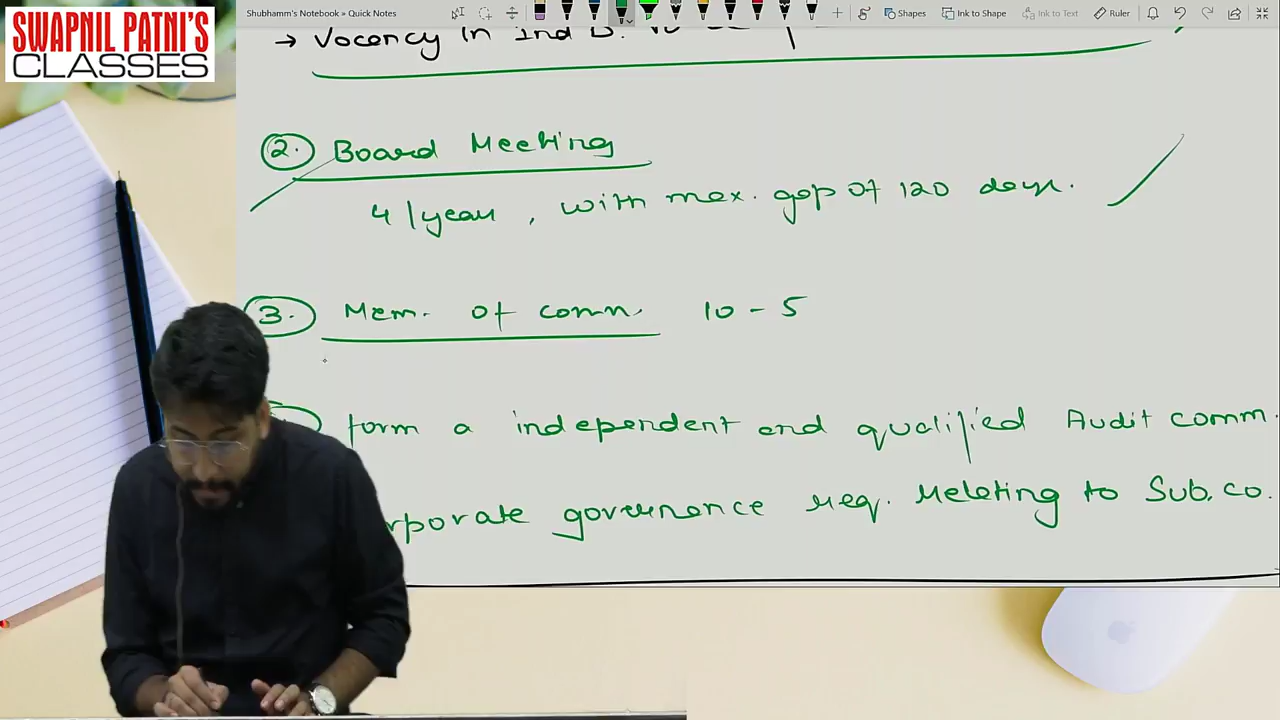 SWAPNIL PATNI'S
CLASSES
Shubhamm's Notebook » Quick Notes
Shapes
Ink to Shape
Ink to Text
Ruler
→ Vacancy in Ind D.
2. Board Meeting
4/year, with max. gap of 120 days.
3. Mem. of comm. 10-5
form a independent and qualified Audit comm.
rporate governance req. relating to Sub.co.